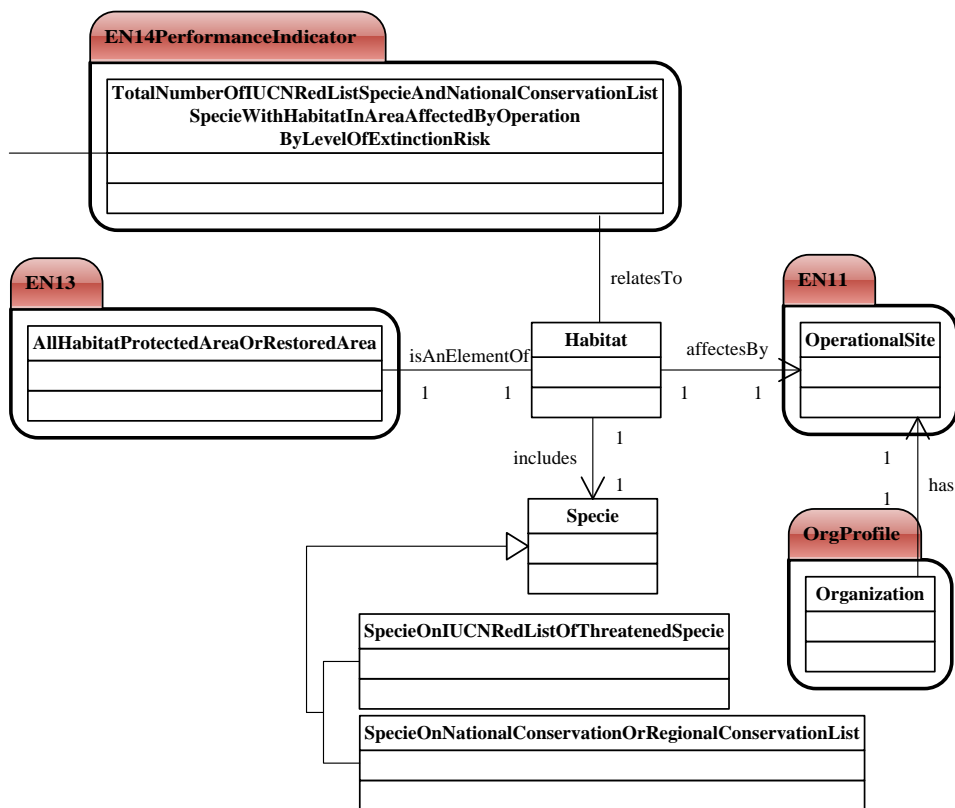 EN14PerformanceIndicator
TotalNumberOfIUCNRedListSpecieAndNationalConservationList
SpecieWithHabitatInAreaAffectedByOperation
ByLevelOfExtinctionRisk
relatesTo
EN13
AllHabitatProtectedAreaOrRestoredArea
isAnElementOf
1
1
Habitat
affectesBy
1
1
EN11
OperationalSite
1
includes
1
Specie
1
has
1
OrgProfile
Organization
SpecieOnIUCNRedListOfThreatenedSpecie
SpecieOnNationalConservationOrRegionalConservationList